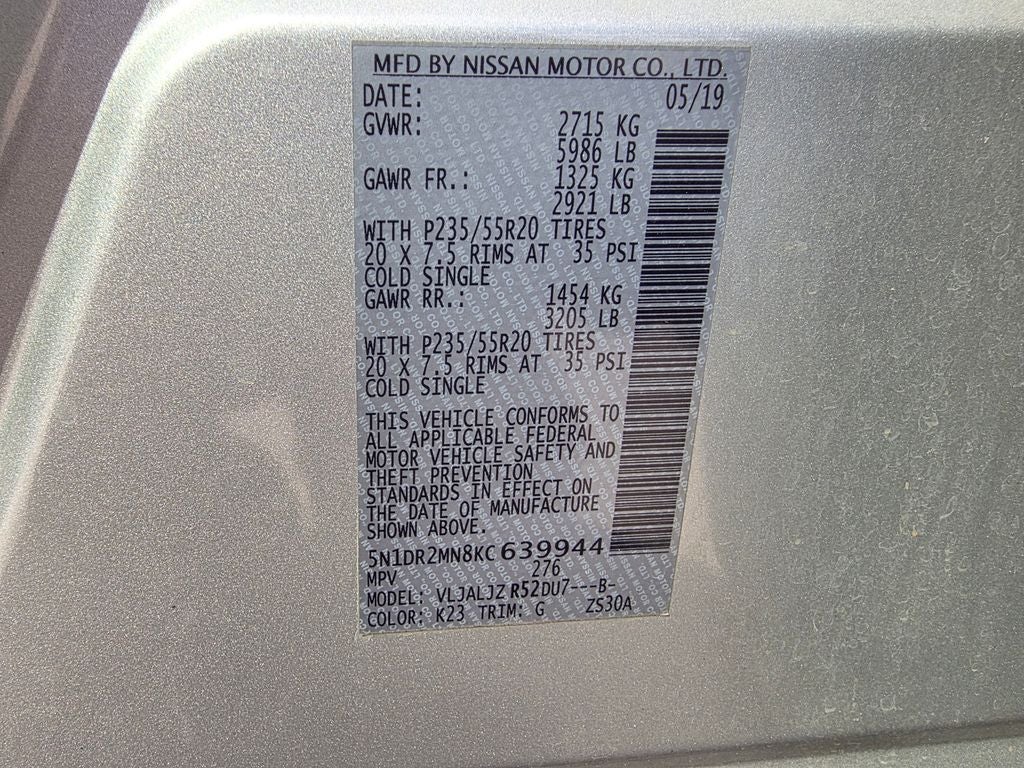 MFD BY NISSAN MOTOR CO., LTD.
DATE: 05/19
GVWR: 2715 KG
5986 LB
GAWR FR.: 1325 KG
2921 LB
WITH P235/55R20 TIRES
20 X 7.5 RIMS AT 35 PSI
COLD SINGLE
GAWR RR.: 1454 KG
3205 LB
WITH P235/55R20 TIRES
20 X 7.5 RIMS AT 35 PSI
COLD SINGLE
THIS VEHICLE CONFORMS TO
ALL APPLICABLE FEDERAL
MOTOR VEHICLE SAFETY AND
THEFT PREVENTION
STANDARDS IN EFFECT ON
THE DATE OF MANUFACTURE
SHOWN ABOVE.
5N1DR2MN8KC639944
MPV 276
MODEL: VLJALJZ R52DU7---B-
COLOR: K23 TRIM: G ZS30A